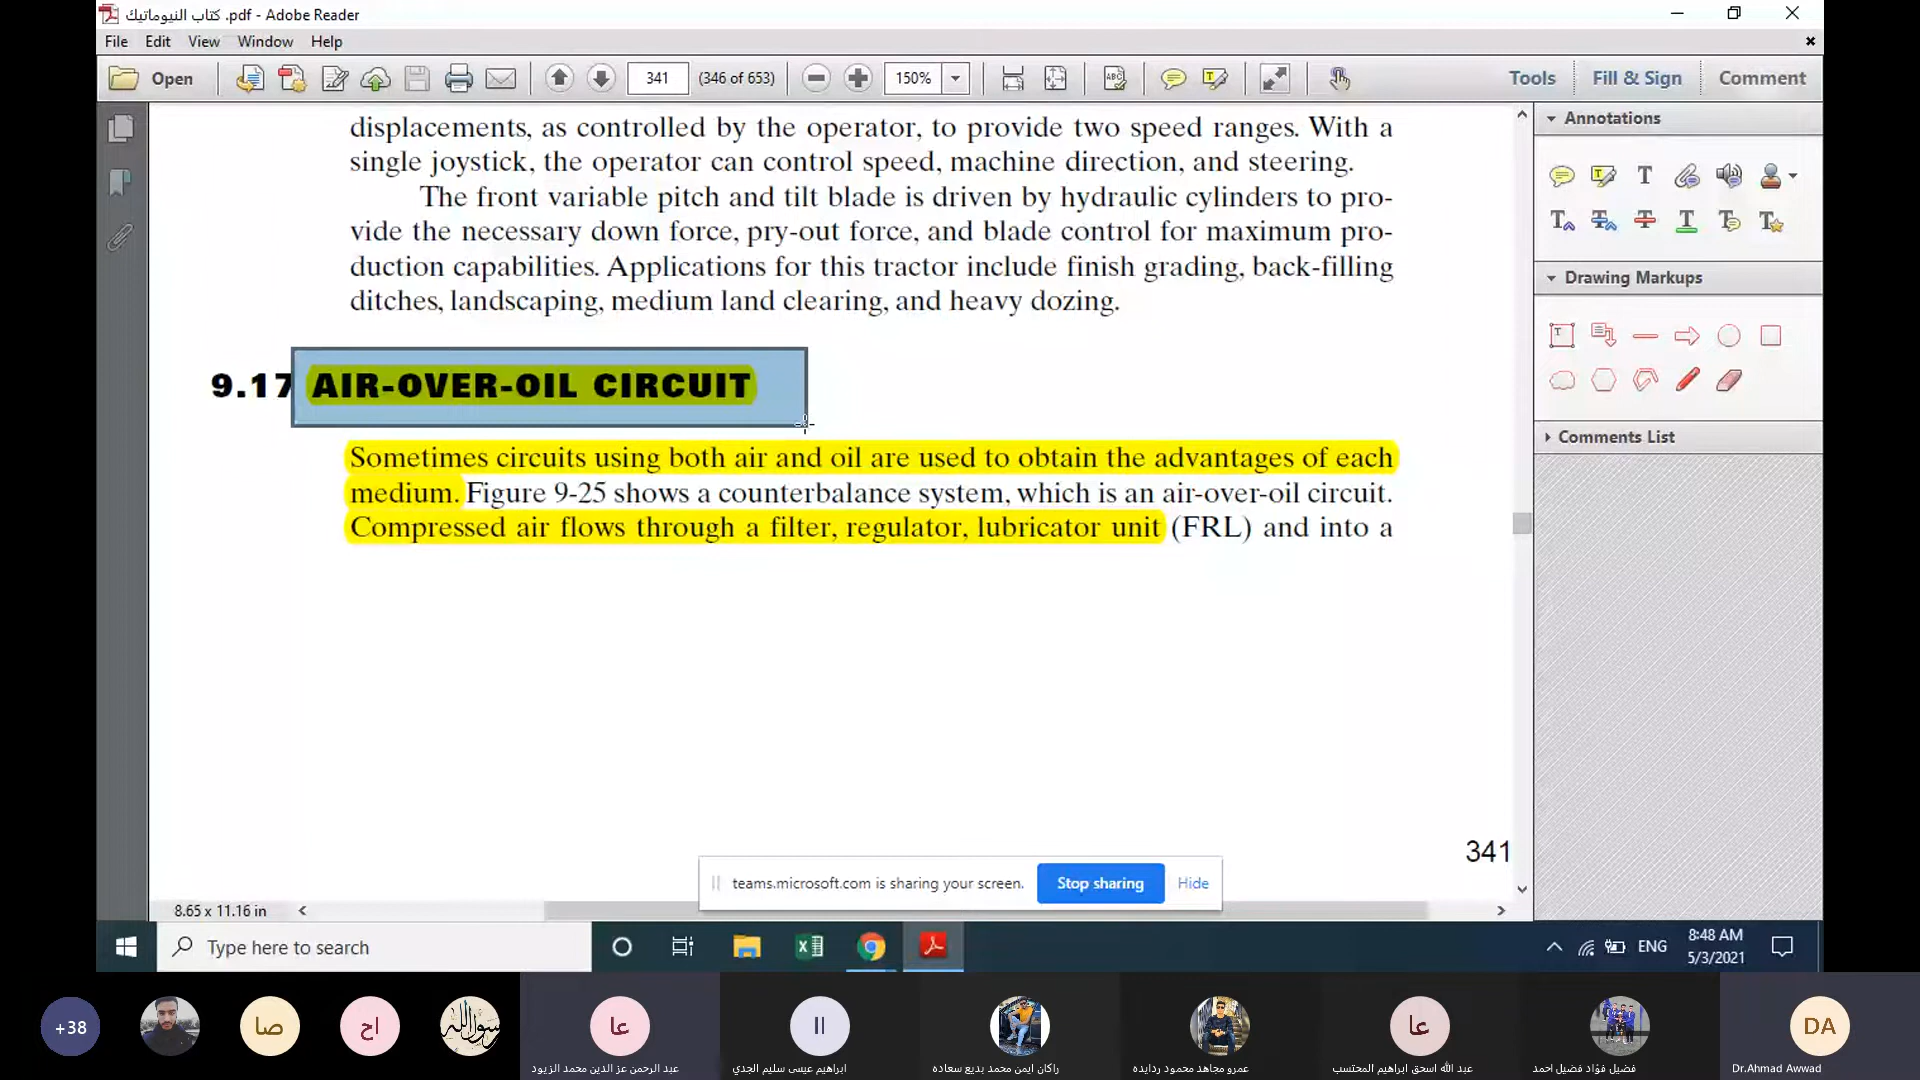 كتاب النيوماتيك .pdf - Adobe Reader
File Edit View Window Help
Open 341 (346 of 653) 150% Tools Fill & Sign Comment
displacements, as controlled by the operator, to provide two speed ranges. With a
single joystick, the operator can control speed, machine direction, and steering.
The front variable pitch and tilt blade is driven by hydraulic cylinders to pro-
vide the necessary down force, pry-out force, and blade control for maximum pro-
duction capabilities. Applications for this tractor include finish grading, back-filling
ditches, landscaping, medium land clearing, and heavy dozing.
9.17 AIR-OVER-OIL CIRCUIT
Sometimes circuits using both air and oil are used to obtain the advantages of each
medium. Figure 9-25 shows a counterbalance system, which is an air-over-oil circuit.
Compressed air flows through a filter, regulator, lubricator unit (FRL) and into a
341
Annotations
Drawing Markups
Comments List
teams.microsoft.com is sharing your screen. Stop sharing Hide
8.65 x 11.16 in
Type here to search
ENG
8:48 AM
5/3/2021
+38
صا
اح
عا
اا
عا
DA
عبد الرحمن عز الدين محمد الزيود
ابراهيم عيسى سليم الجدي
راكان ايمن محمد بديع سعاده
عمرو مجاهد محمود ردايده
عبد الله اسحق ابراهيم المحتسب
فضيل فؤاد فضيل احمد
Dr.Ahmad Awwad